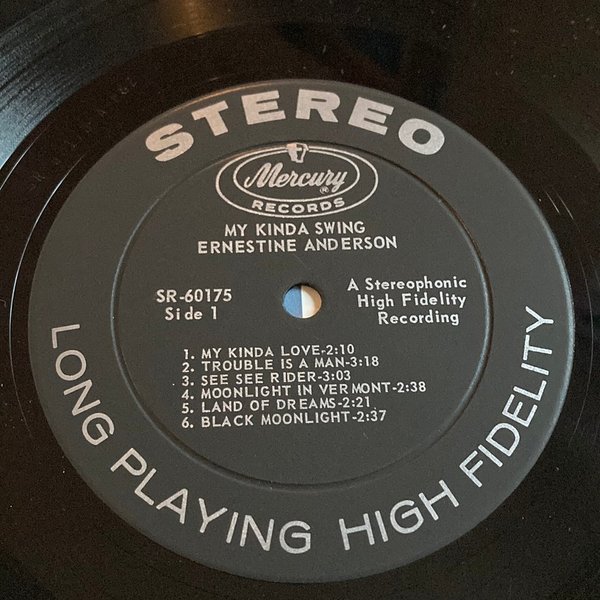 STEREO
Mercury
®
RECORDS
MY KINDA SWING
ERNESTINE ANDERSON
SR-60175
Side 1
A Stereophonic
High Fidelity
Recording
1. MY KINDA LOVE-2:10
2. TROUBLE IS A MAN-3:18
3. SEE SEE RIDER-3:03
4. MOONLIGHT IN VERMONT-2:38
5. LAND OF DREAMS-2:21
6. BLACK MOONLIGHT-2:37
LONG PLAYING HIGH FIDELITY